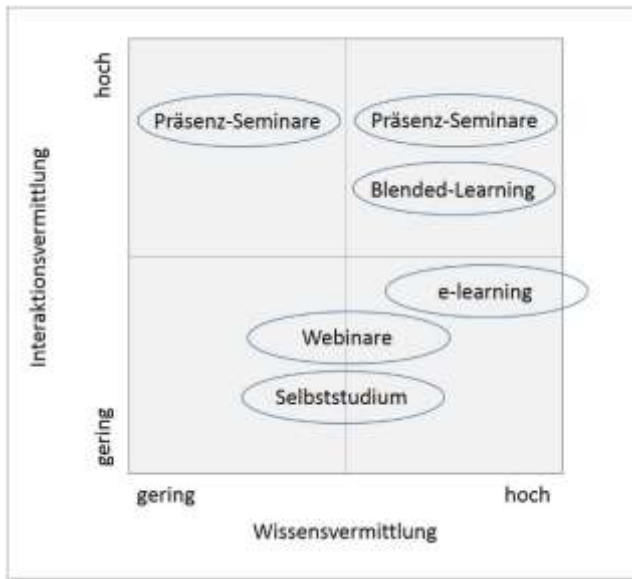 hoch
Präsenz-Seminare
Präsenz-Seminare
Blended-Learning
Interaktionsvermittlung
e-learning
Webinare
Selbststudium
gering
gering
hoch
Wissensvermittlung